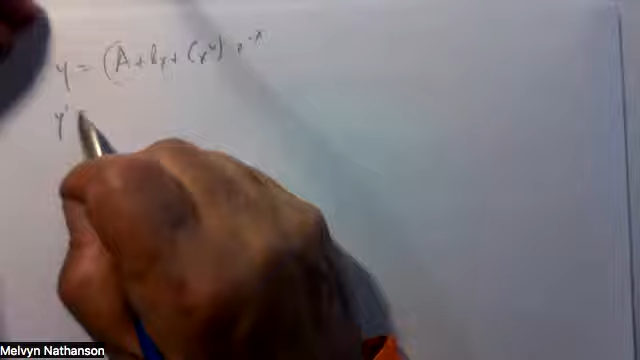 y = (A + Bx + Cx²) e⁻ˣ
y' =
Melvyn Nathanson